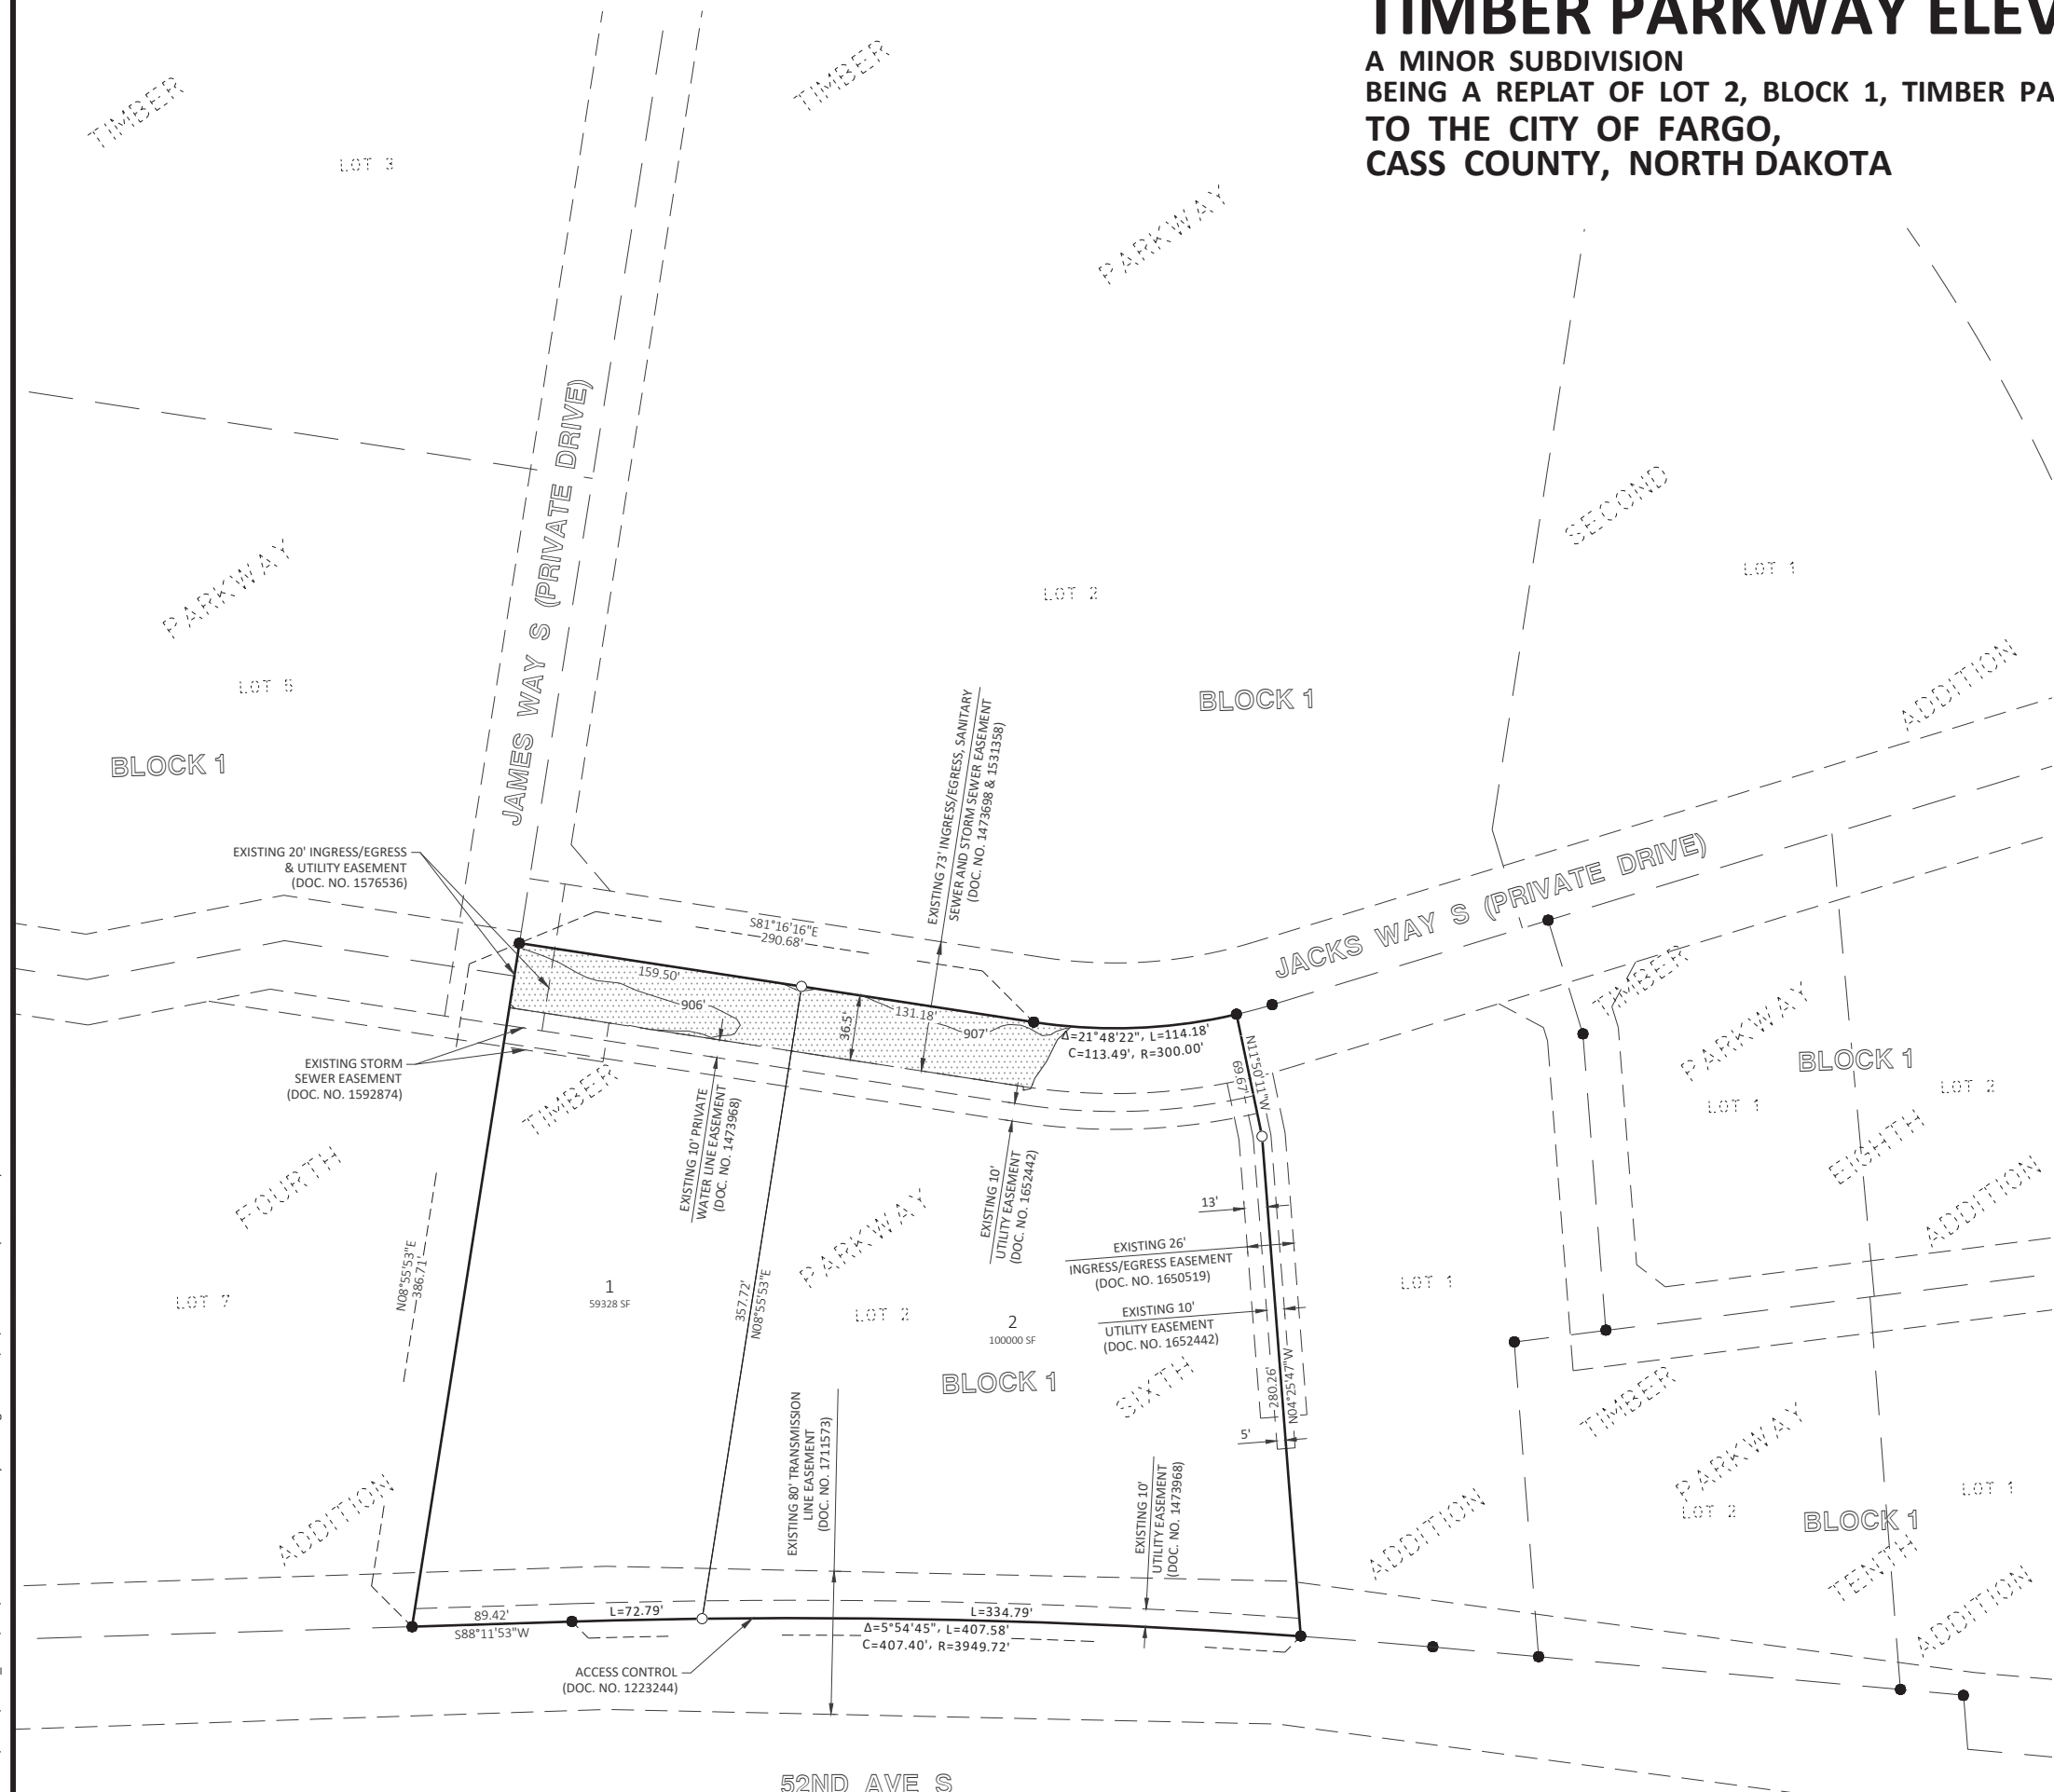 TIMBER PARKWAY ELEV
A MINOR SUBDIVISION
BEING A REPLAT OF LOT 2, BLOCK 1, TIMBER PA
TO THE CITY OF FARGO,
CASS COUNTY, NORTH DAKOTA
TIMBER
TIMBER
LOT 3
PARKWAY
JAMES WAY S (PRIVATE DRIVE)
SECOND
PARKWAY
LOT 2
LOT 1
LOT 5
BLOCK 1
ADDITION
BLOCK 1
EXISTING 73' INGRESS/EGRESS, SANITARY
SEWER AND STORM SEWER EASEMENT
(DOC. NO. 1473698 & 1531358)
EXISTING 20' INGRESS/EGRESS
& UTILITY EASEMENT
(DOC. NO. 1576536)
JACKS WAY S (PRIVATE DRIVE)
S81°16'16"E
290.68'
159.50'
906'
131.18'
907'
36.5'
Δ=21°48'22", L=114.18'
C=113.49', R=300.00'
N11°50'11"W
69.67'
TIMBER
PARKWAY
BLOCK 1
LOT 1
LOT 2
EIGHTH
ADDITION
EXISTING STORM
SEWER EASEMENT
(DOC. NO. 1592874)
TIMBER
EXISTING 10' PRIVATE
WATER LINE EASEMENT
(DOC. NO. 1473968)
EXISTING 10'
UTILITY EASEMENT
(DOC. NO. 1652442)
FOURTH
PARKWAY
13'
EXISTING 26'
INGRESS/EGRESS EASEMENT
(DOC. NO. 1650519)
N08°55'53"E
386.71'
LOT 7
1
59328 SF
357.72'
N08°55'53"E
LOT 2
2
100000 SF
EXISTING 10'
UTILITY EASEMENT
(DOC. NO. 1652442)
LOT 1
BLOCK 1
SIXTH
280.26'
N04°25'47"W
5'
TIMBER
PARKWAY
LOT 2
LOT 1
BLOCK 1
TENTH
ADDITION
ADDITION
ADDITION
EXISTING 80' TRANSMISSION
LINE EASEMENT
(DOC. NO. 1711573)
EXISTING 10'
UTILITY EASEMENT
(DOC. NO. 1473968)
89.42'
S88°11'53"W
L=72.79'
L=334.79'
Δ=5°54'45", L=407.58'
C=407.40', R=3949.72'
ACCESS CONTROL
(DOC. NO. 1223244)
52ND AVE S